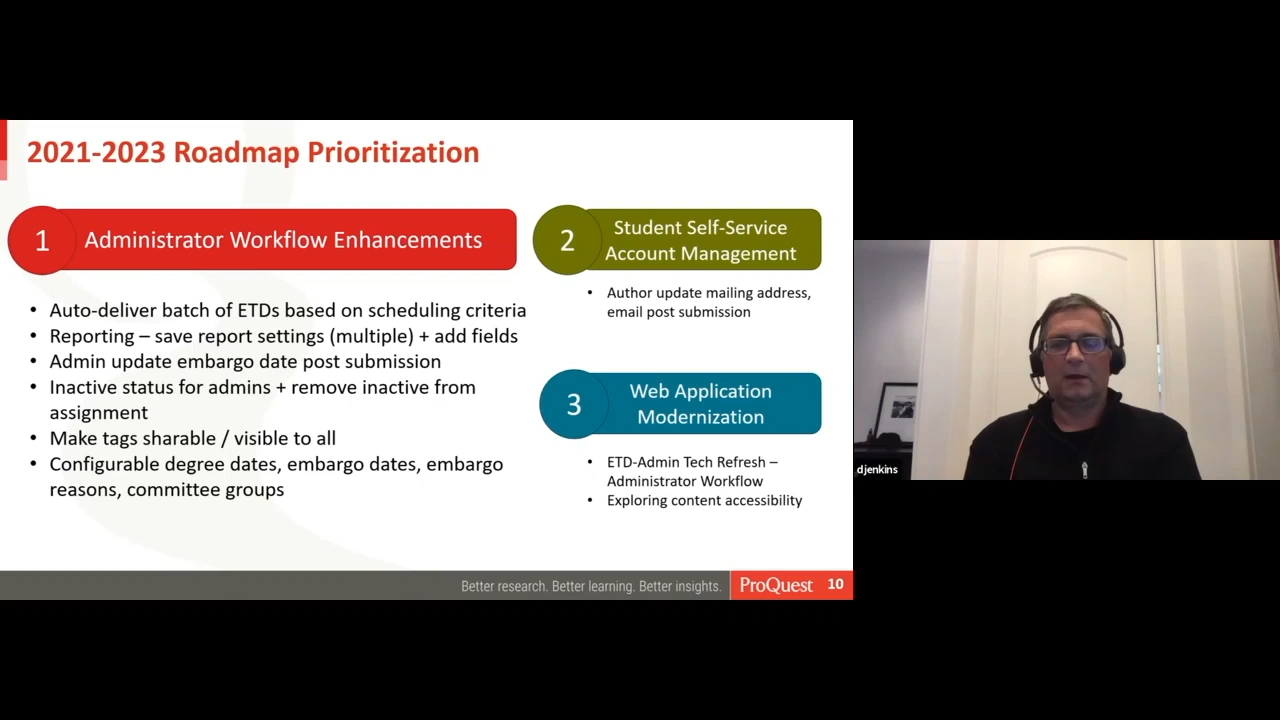 2021-2023 Roadmap Prioritization
1
Administrator Workflow Enhancements
• Auto-deliver batch of ETDs based on scheduling criteria
• Reporting – save report settings (multiple) + add fields
• Admin update embargo date post submission
• Inactive status for admins + remove inactive from
assignment
• Make tags sharable / visible to all
• Configurable degree dates, embargo dates, embargo
reasons, committee groups
2
Student Self-Service
Account Management
• Author update mailing address,
email post submission
3
Web Application
Modernization
• ETD-Admin Tech Refresh –
Administrator Workflow
• Exploring content accessibility
Better research. Better learning. Better insights.
ProQuest
10
djenkins